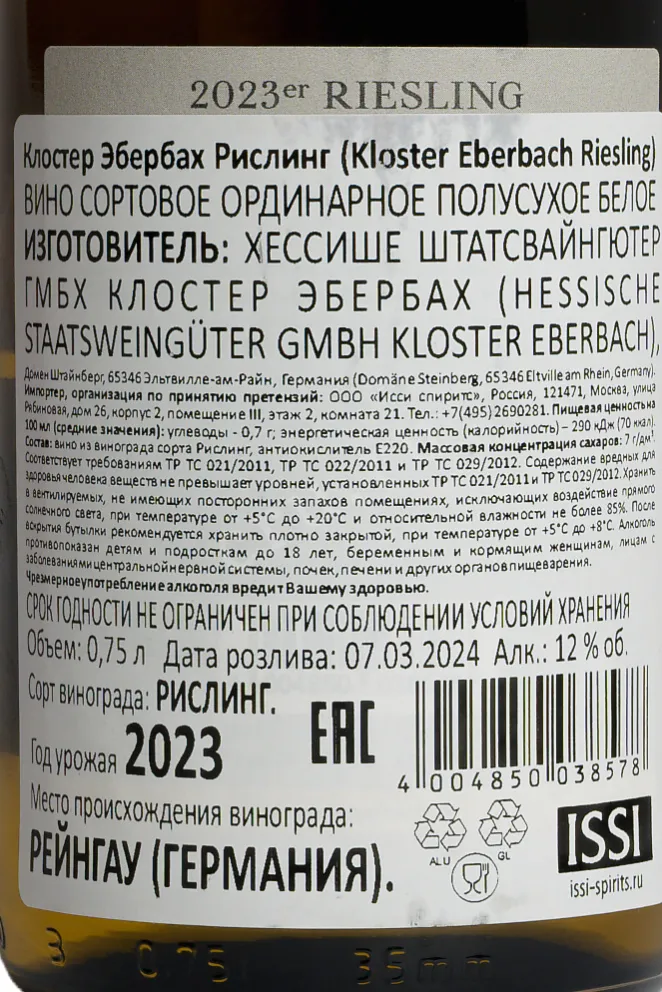 2023er RIESLING
Клостер Эбербах Рислинг (Kloster Eberbach Riesling)
ВИНО СОРТОВОЕ ОРДИНАРНОЕ ПОЛУСУХОЕ БЕЛОЕ
ИЗГОТОВИТЕЛЬ: ХЕССИШЕ ШТАТСВАЙНГЮТЕР
ГМБХ КЛОСТЕР ЭБЕРБАХ (HESSISCHE
STAATSWEINGÜTER GMBH KLOSTER EBERBACH),
Домен Штайнберг, 65346 Эльтвилле-ам-Райн, Германия (Domäne Steinberg, 65346 Eltville am Rhein, Germany).
Импортер, организация по принятию претензий: ООО «Исси спиритс», Россия, 121471, Москва, улица
Рябиновая, дом 26, корпус 2, помещение III, этаж 2, комната 21. Тел.: +7(495) 2690281. Пищевая ценность на
100 мл (средние значения): углеводы - 0,7 г; энергетическая ценность (калорийность) – 290 кДж (70 ккал).
Состав: вино из винограда сорта Рислинг, антиокислитель Е220. Массовая концентрация сахаров: 7 г/дм³.
Соответствует требованиям ТР ТС 021/2011, ТР ТС 022/2011 и ТР ТС 029/2012. Содержание вредных для
здоровья человека веществ не превышает уровней, установленных ТР ТС 021/2011 и ТР ТС 029/2012. Хранить
в вентилируемых, не имеющих посторонних запахов помещениях, исключающих воздействие прямого
солнечного света, при температуре от +5°С до +20°С и относительной влажности не более 85%. После
вскрытия бутылки рекомендуется хранить плотно закрытой, при температуре от +5°С до +8°С. Алкоголь
противопоказан детям и подросткам до 18 лет, беременным и кормящим женщинам, лицам с
заболеваниями центральной нервной системы, почек, печени и других органов пищеварения.
Чрезмерное употребление алкоголя вредит Вашему здоровью.
СРОК ГОДНОСТИ НЕ ОГРАНИЧЕН ПРИ СОБЛЮДЕНИИ УСЛОВИЙ ХРАНЕНИЯ
Объем: 0,75 л Дата розлива: 07.03.2024 Алк.: 12 % об.
Сорт винограда: РИСЛИНГ.
EAC
Год урожая 2023
4 004850 038578
Место происхождения винограда:
РЕЙНГАУ (ГЕРМАНИЯ).
ALU GL
ISSI
issi-spirits.ru
3 0,75l 35mm